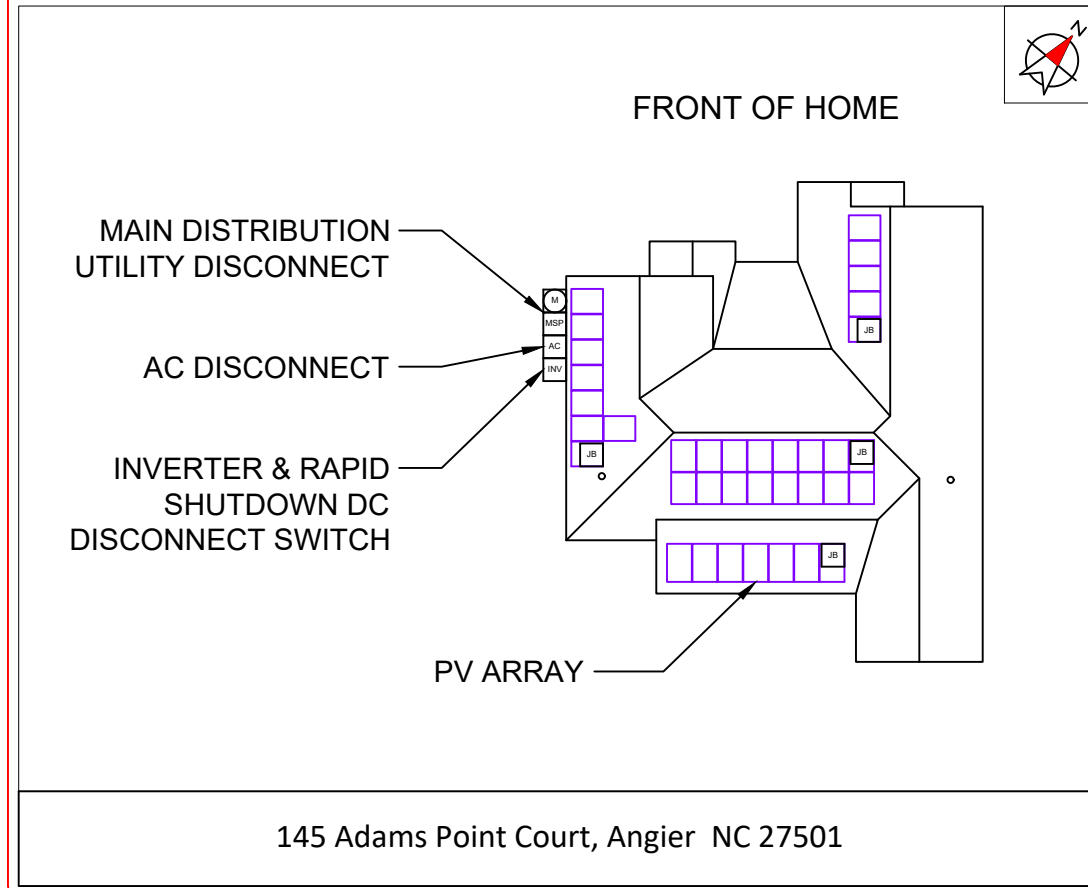 N
FRONT OF HOME
MAIN DISTRIBUTION
UTILITY DISCONNECT
AC DISCONNECT
INVERTER & RAPID
SHUTDOWN DC
DISCONNECT SWITCH
M
MSP
AC
INV
JB
JB
JB
JB
PV ARRAY
145 Adams Point Court, Angier  NC 27501